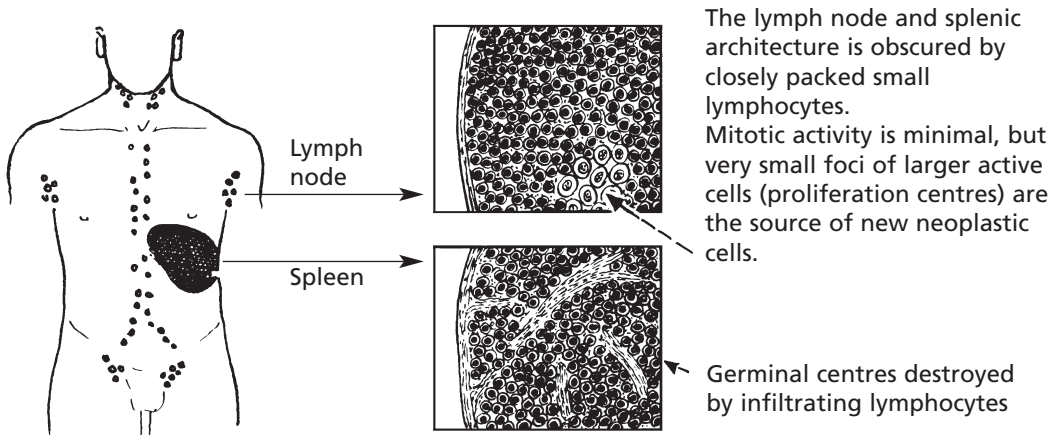 The lymph node and splenic
architecture is obscured by
closely packed small
lymphocytes.
Mitotic activity is minimal, but
very small foci of larger active
cells (proliferation centres) are
the source of new neoplastic
cells.
Lymph
node
Spleen
Germinal centres destroyed
by infiltrating lymphocytes